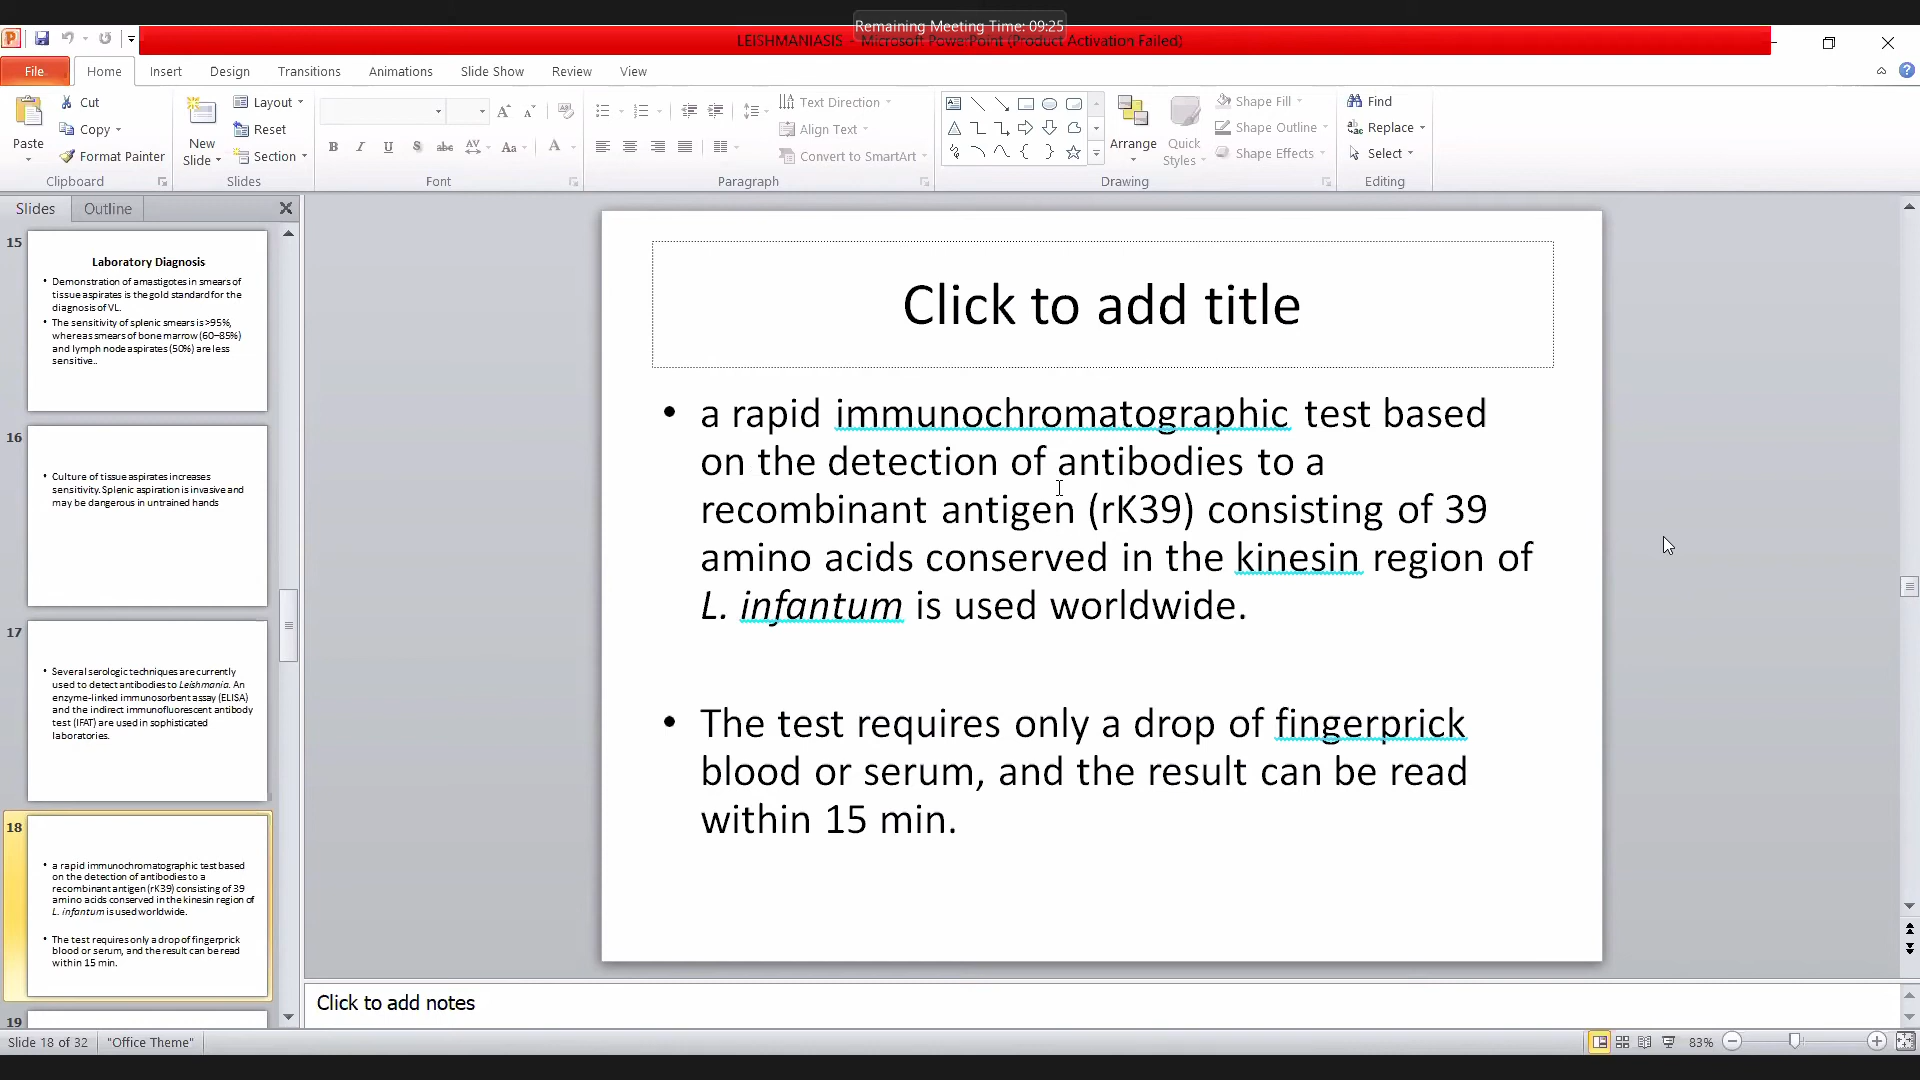 Remaining Meeting Time: 09:25
LEISHMANIASIS - Microsoft PowerPoint (Product Activation Failed)
File
Home
Insert
Design
Transitions
Animations
Slide Show
Review
View
Paste
Cut
Copy
Format Painter
Clipboard
New
Slide
Layout
Reset
Section
Slides
Font
Text Direction
Align Text
Convert to SmartArt
Paragraph
Arrange
Quick
Styles
Shape Fill
Shape Outline
Shape Effects
Drawing
Find
Replace
Select
Editing
Slides
Outline
15
Laboratory Diagnosis
• Demonstration of amastigotes in smears of
tissue aspirates is the gold standard for the
diagnosis of VL.
• The sensitivity of splenic smears is >95%,
whereas smears of bone marrow (60–85%)
and lymph node aspirates (50%) are less
sensitive..
16
• Culture of tissue aspirates increases
sensitivity. Splenic aspiration is invasive and
may be dangerous in untrained hands
17
• Several serologic techniques are currently
used to detect antibodies to Leishmania. An
enzyme-linked immunosorbent assay (ELISA)
and the indirect immunofluorescent antibody
test (IFAT) are used in sophisticated
laboratories.
18
• a rapid immunochromatographic test based
on the detection of antibodies to a
recombinant antigen (rK39) consisting of 39
amino acids conserved in the kinesin region of
L. infantum is used worldwide.
• The test requires only a drop of fingerprick
blood or serum, and the result can be read
within 15 min.
19
Click to add title
• a rapid immunochromatographic test based
on the detection of antibodies to a
recombinant antigen (rK39) consisting of 39
amino acids conserved in the kinesin region of
L. infantum is used worldwide.
• The test requires only a drop of fingerprick
blood or serum, and the result can be read
within 15 min.
Click to add notes
Slide 18 of 32
"Office Theme"
83%